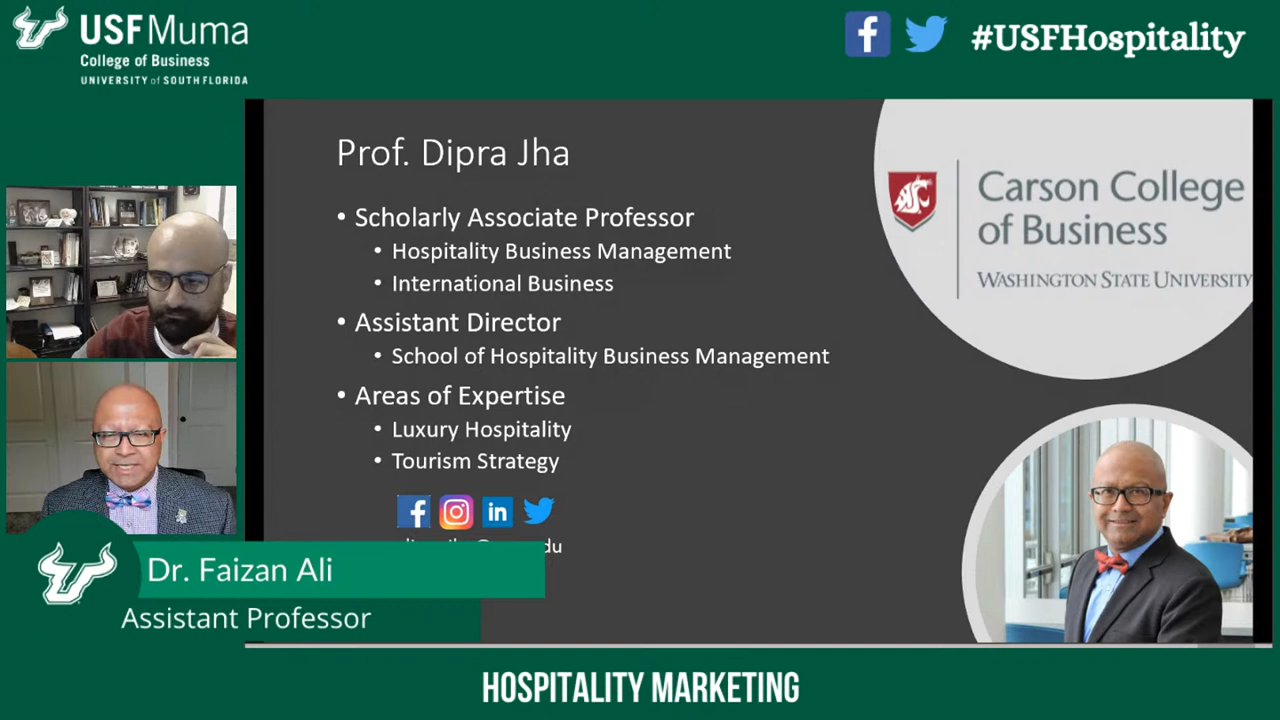 USF Muma
College of Business
UNIVERSITY of SOUTH FLORIDA
#USFHospitality
Prof. Dipra Jha
• Scholarly Associate Professor
• Hospitality Business Management
• International Business
• Assistant Director
• School of Hospitality Business Management
• Areas of Expertise
• Luxury Hospitality
• Tourism Strategy
Carson College
of Business
WASHINGTON STATE UNIVERSITY
Dr. Faizan Ali
Assistant Professor
HOSPITALITY MARKETING